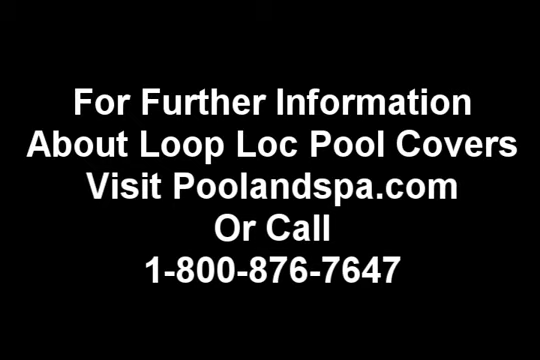 For Further Information
About Loop Loc Pool Covers
Visit Poolandspa.com
Or Call
1-800-876-7647